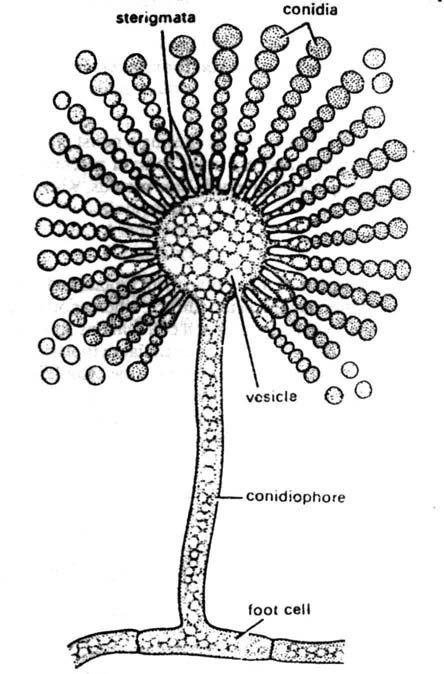 conidia
sterigmata
vesicle
conidiophore
foot cell